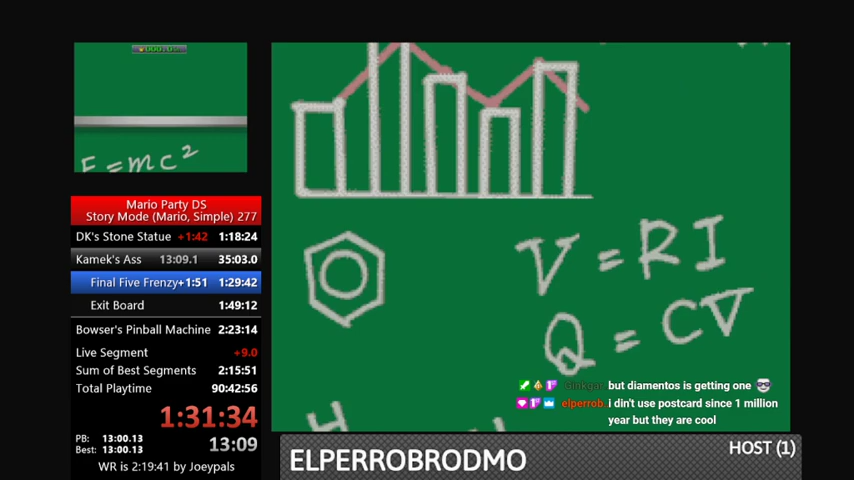 E=mc²
V=RI
Q=CV
Mario Party DS
Story Mode (Mario, Simple) 277
DK's Stone Statue +1:42 1:18:24
Kamek's Ass 13:09.1 35:03.0
Final Five Frenzy+1:51 1:29:42
Exit Board 1:49:12
Bowser's Pinball Machine 2:23:14
Live Segment +9.0
Sum of Best Segments 2:15:51
Total Playtime 90:42:56
1:31:34
PB: 13:00.13
Best: 13:00.13
13:09
WR is 2:19:41 by Joeypals
Ginkgar but diamentos is getting one
elperrob i din't use postcard since 1 million
year but they are cool
ELPERROBRODMO
HOST (1)